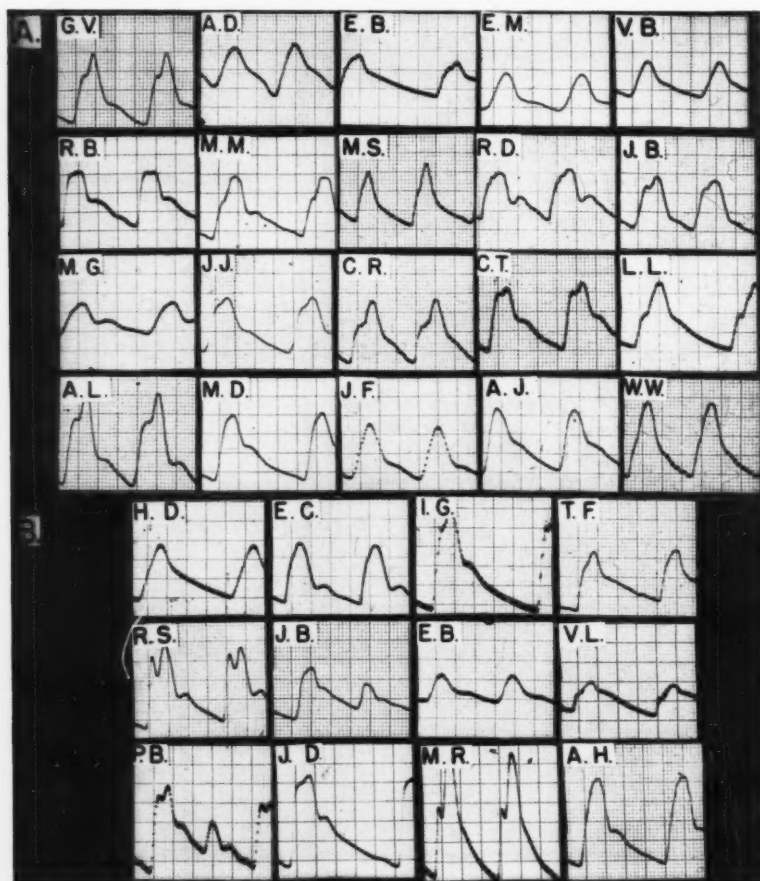 A. G.V. A.D. E.B. E.M. V.B.
R.B. M.M. M.S. R.D. J.B.
M.G. J.J. C.R. C.T. L.L.
A.L. M.D. J.F. A.J. W.W.
B. H.D. E.C. I.G. T.F.
R.S. J.B. E.B. V.L.
P.B. J.D. M.R. A.H.